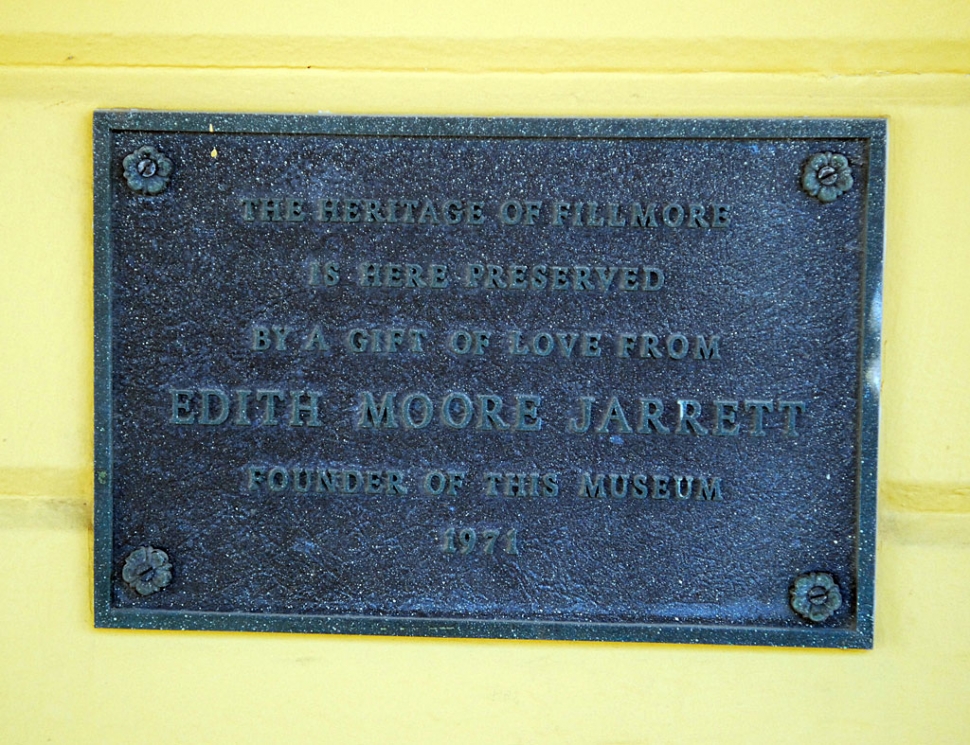 THE HERITAGE OF FILLMORE
IS HERE PRESERVED
BY A GIFT OF LOVE FROM
EDITH MOORE JARRETT
FOUNDER OF THIS MUSEUM
1971